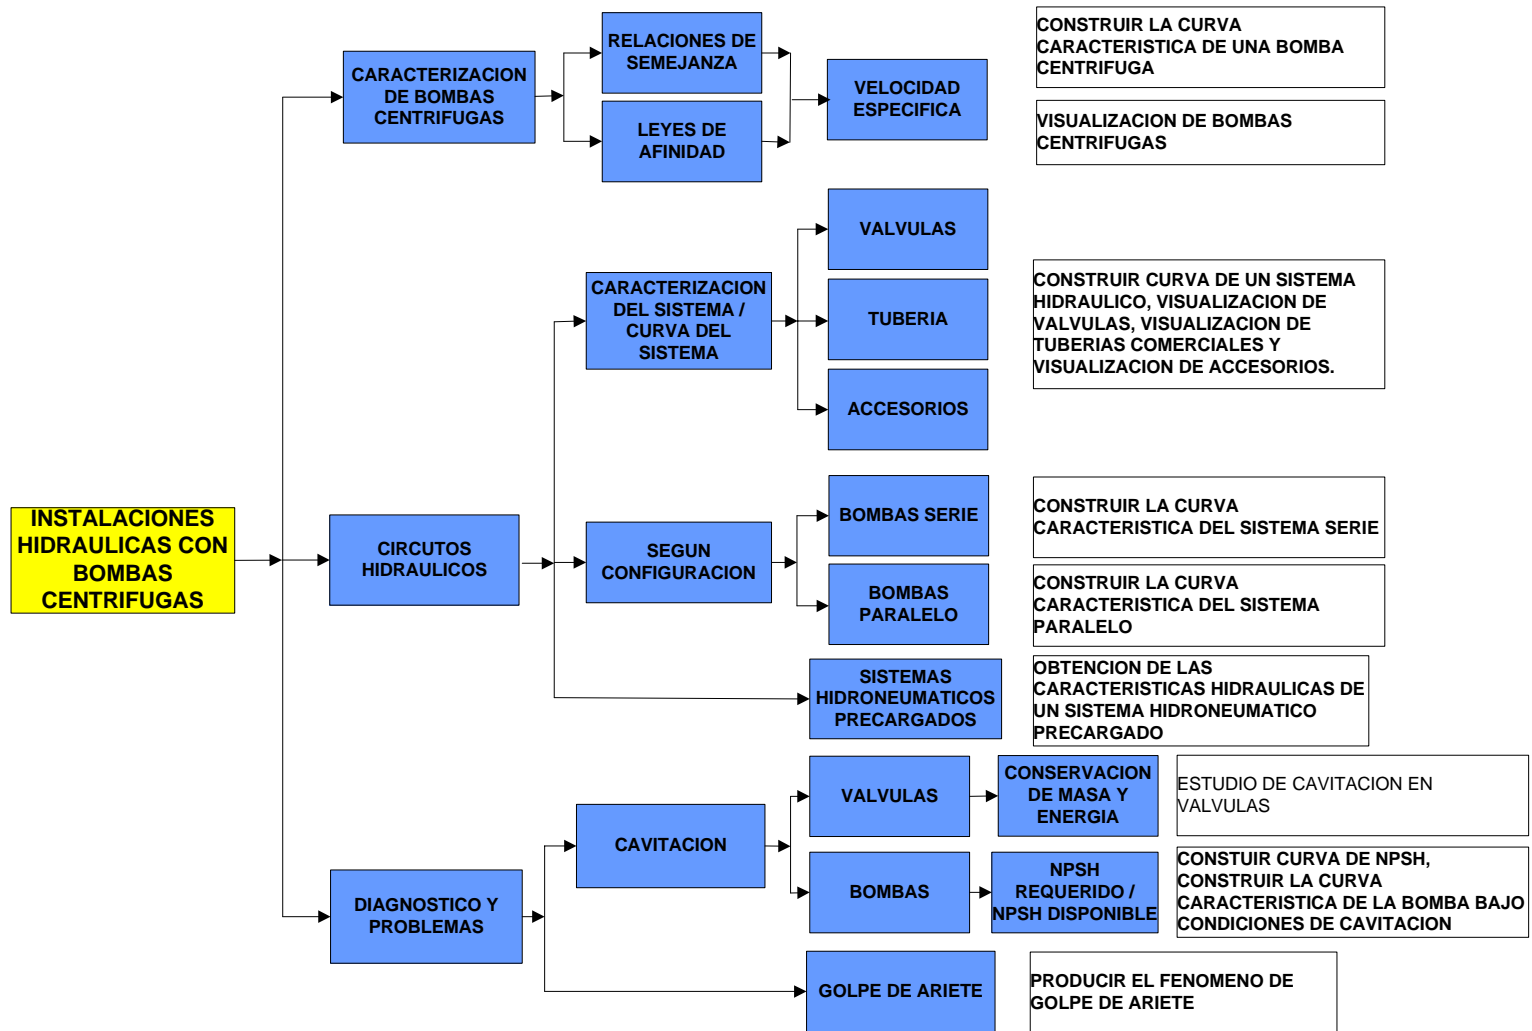 RELACIONES DE
SEMEJANZA
CONSTRUIR LA CURVA
CARACTERISTICA DE UNA BOMBA
CENTRIFUGA
CARACTERIZACION
DE BOMBAS
CENTRIFUGAS
VELOCIDAD
ESPECIFICA
LEYES DE
AFINIDAD
VISUALIZACION DE BOMBAS
CENTRIFUGAS
VALVULAS
CARACTERIZACION
DEL SISTEMA /
CURVA DEL
SISTEMA
TUBERIA
CONSTRUIR CURVA DE UN SISTEMA
HIDRAULICO, VISUALIZACION DE
VALVULAS, VISUALIZACION DE
TUBERIAS COMERCIALES Y
VISUALIZACION DE ACCESORIOS.
ACCESORIOS
INSTALACIONES
HIDRAULICAS CON
BOMBAS
CENTRIFUGAS
CIRCUTOS
HIDRAULICOS
SEGUN
CONFIGURACION
BOMBAS SERIE
CONSTRUIR LA CURVA
CARACTERISTICA DEL SISTEMA SERIE
BOMBAS
PARALELO
CONSTRUIR LA CURVA
CARACTERISTICA DEL SISTEMA
PARALELO
SISTEMAS
HIDRONEUMATICOS
PRECARGADOS
OBTENCION DE LAS
CARACTERISTICAS HIDRAULICAS DE
UN SISTEMA HIDRONEUMATICO
PRECARGADO
VALVULAS
CONSERVACION
DE MASA Y
ENERGIA
ESTUDIO DE CAVITACION EN
VALVULAS
CAVITACION
BOMBAS
NPSH
REQUERIDO /
NPSH DISPONIBLE
CONSTUIR CURVA DE NPSH,
CONSTRUIR LA CURVA
CARACTERISTICA DE LA BOMBA BAJO
CONDICIONES DE CAVITACION
DIAGNOSTICO Y
PROBLEMAS
GOLPE DE ARIETE
PRODUCIR EL FENOMENO DE
GOLPE DE ARIETE